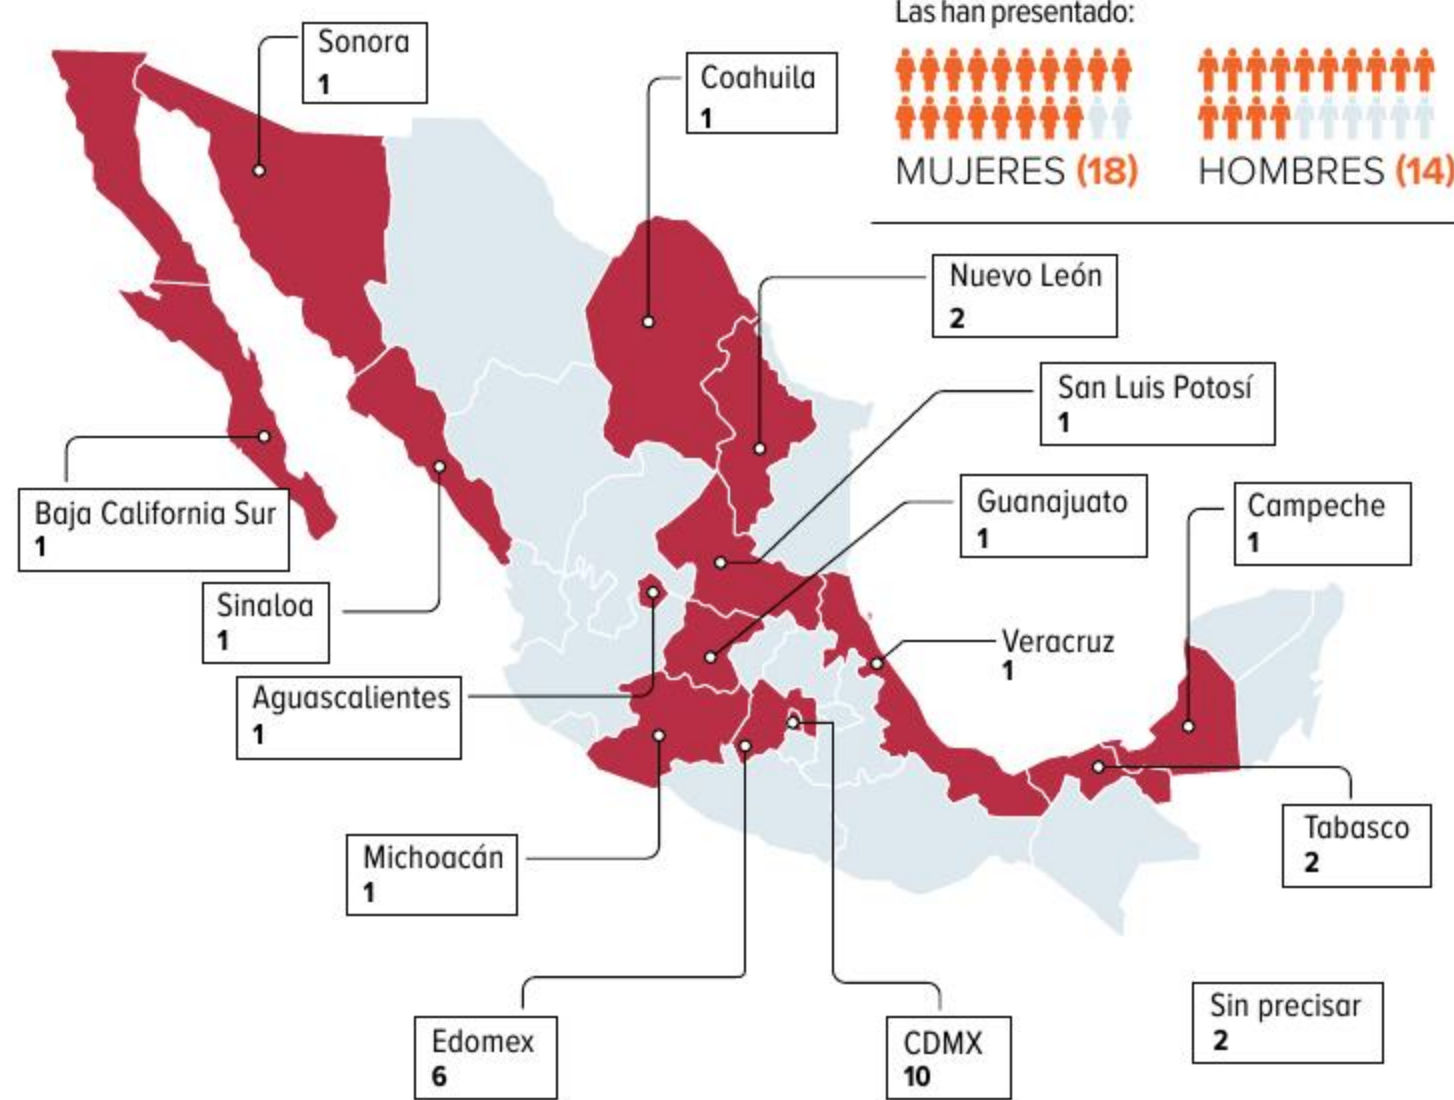 Las han presentado:
MUJERES (18)
HOMBRES (14)
Sonora
1
Coahuila
1
Nuevo León
2
San Luis Potosí
1
Guanajuato
1
Campeche
1
Baja California Sur
1
Sinaloa
1
Veracruz
1
Aguascalientes
1
Tabasco
2
Michoacán
1
Sin precisar
2
Edomex
6
CDMX
10